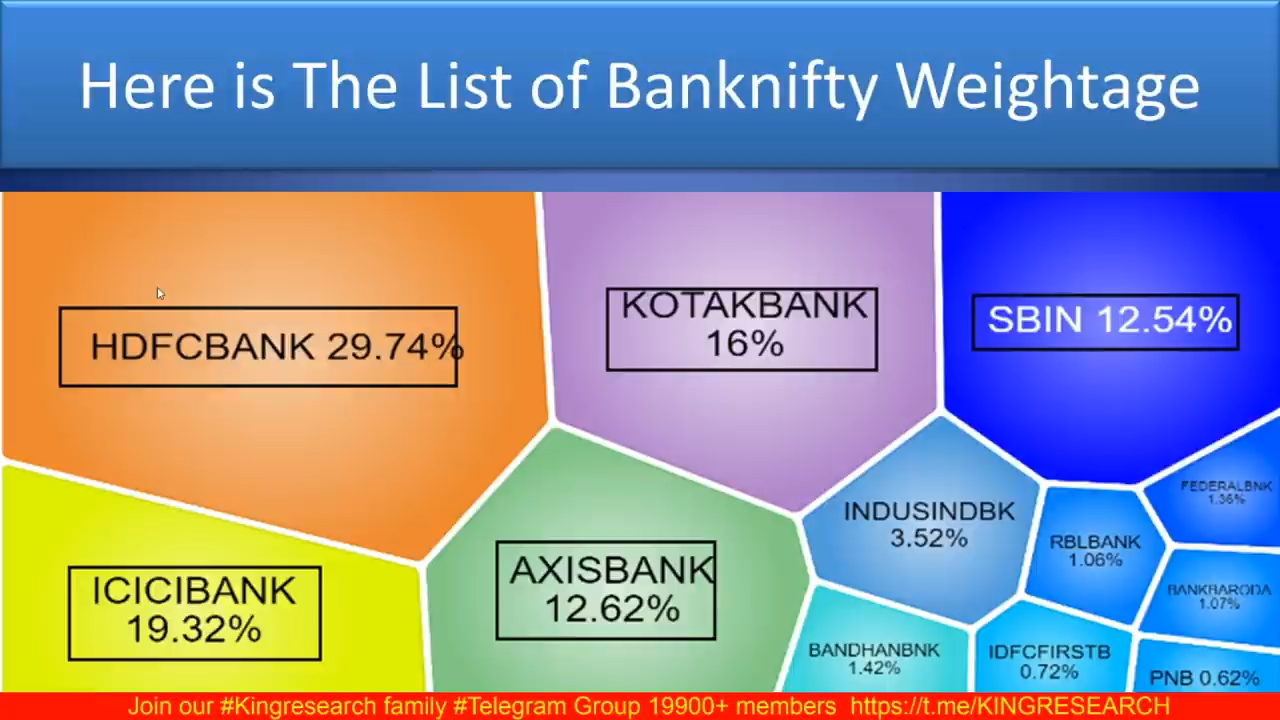 Here is The List of Banknifty Weightage
HDFCBANK 29.74%
KOTAKBANK
16%
SBIN 12.54%
ICICIBANK
19.32%
AXISBANK
12.62%
INDUSINDBK
3.52%
RBLBANK
1.06%
FEDERALBNK
1.36%
BANKBARODA
1.07%
BANDHANBNK
1.42%
IDFCFIRSTB
0.72%
PNB 0.62%
Join our #Kingresearch family #Telegram Group 19900+ members https://t.me/KINGRESEARCH